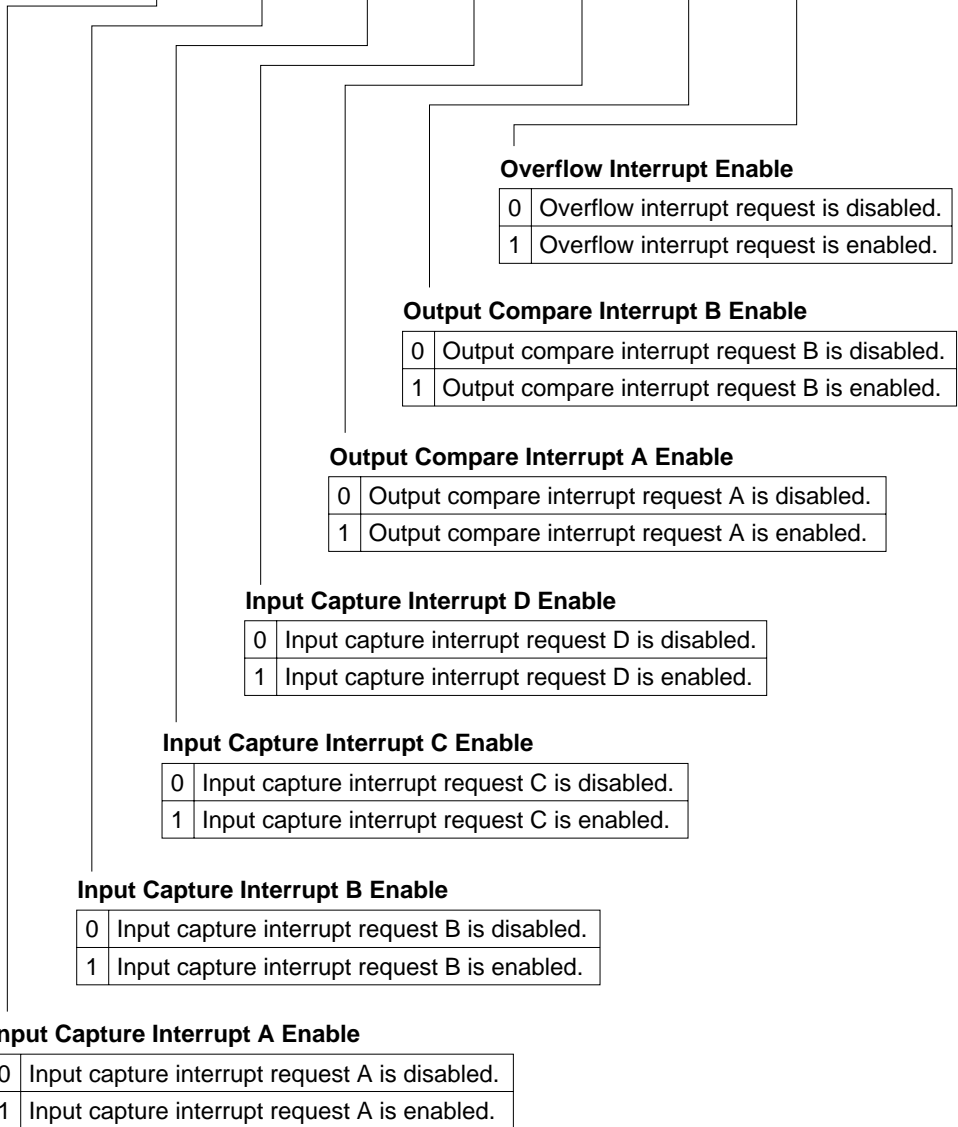 Overflow Interrupt Enable
0 Overflow interrupt request is disabled.
1 Overflow interrupt request is enabled.
Output Compare Interrupt B Enable
0 Output compare interrupt request B is disabled.
1 Output compare interrupt request B is enabled.
Output Compare Interrupt A Enable
0 Output compare interrupt request A is disabled.
1 Output compare interrupt request A is enabled.
Input Capture Interrupt D Enable
0 Input capture interrupt request D is disabled.
1 Input capture interrupt request D is enabled.
Input Capture Interrupt C Enable
0 Input capture interrupt request C is disabled.
1 Input capture interrupt request C is enabled.
Input Capture Interrupt B Enable
0 Input capture interrupt request B is disabled.
1 Input capture interrupt request B is enabled.
nput Capture Interrupt A Enable
0 Input capture interrupt request A is disabled.
1 Input capture interrupt request A is enabled.